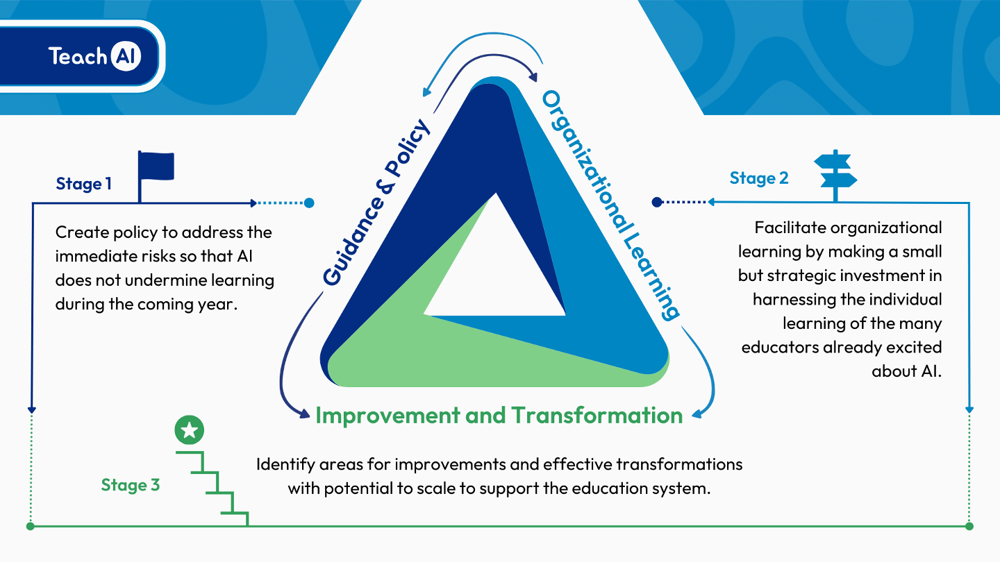 Teach AI
Guidance & Policy
Organizational Learning
Stage 1
Create policy to address the
immediate risks so that AI
does not undermine learning
during the coming year.
Stage 2
Facilitate organizational
learning by making a small
but strategic investment in
harnessing the individual
learning of the many
educators already excited
about AI.
Improvement and Transformation
Stage 3
Identify areas for improvements and effective transformations
with potential to scale to support the education system.